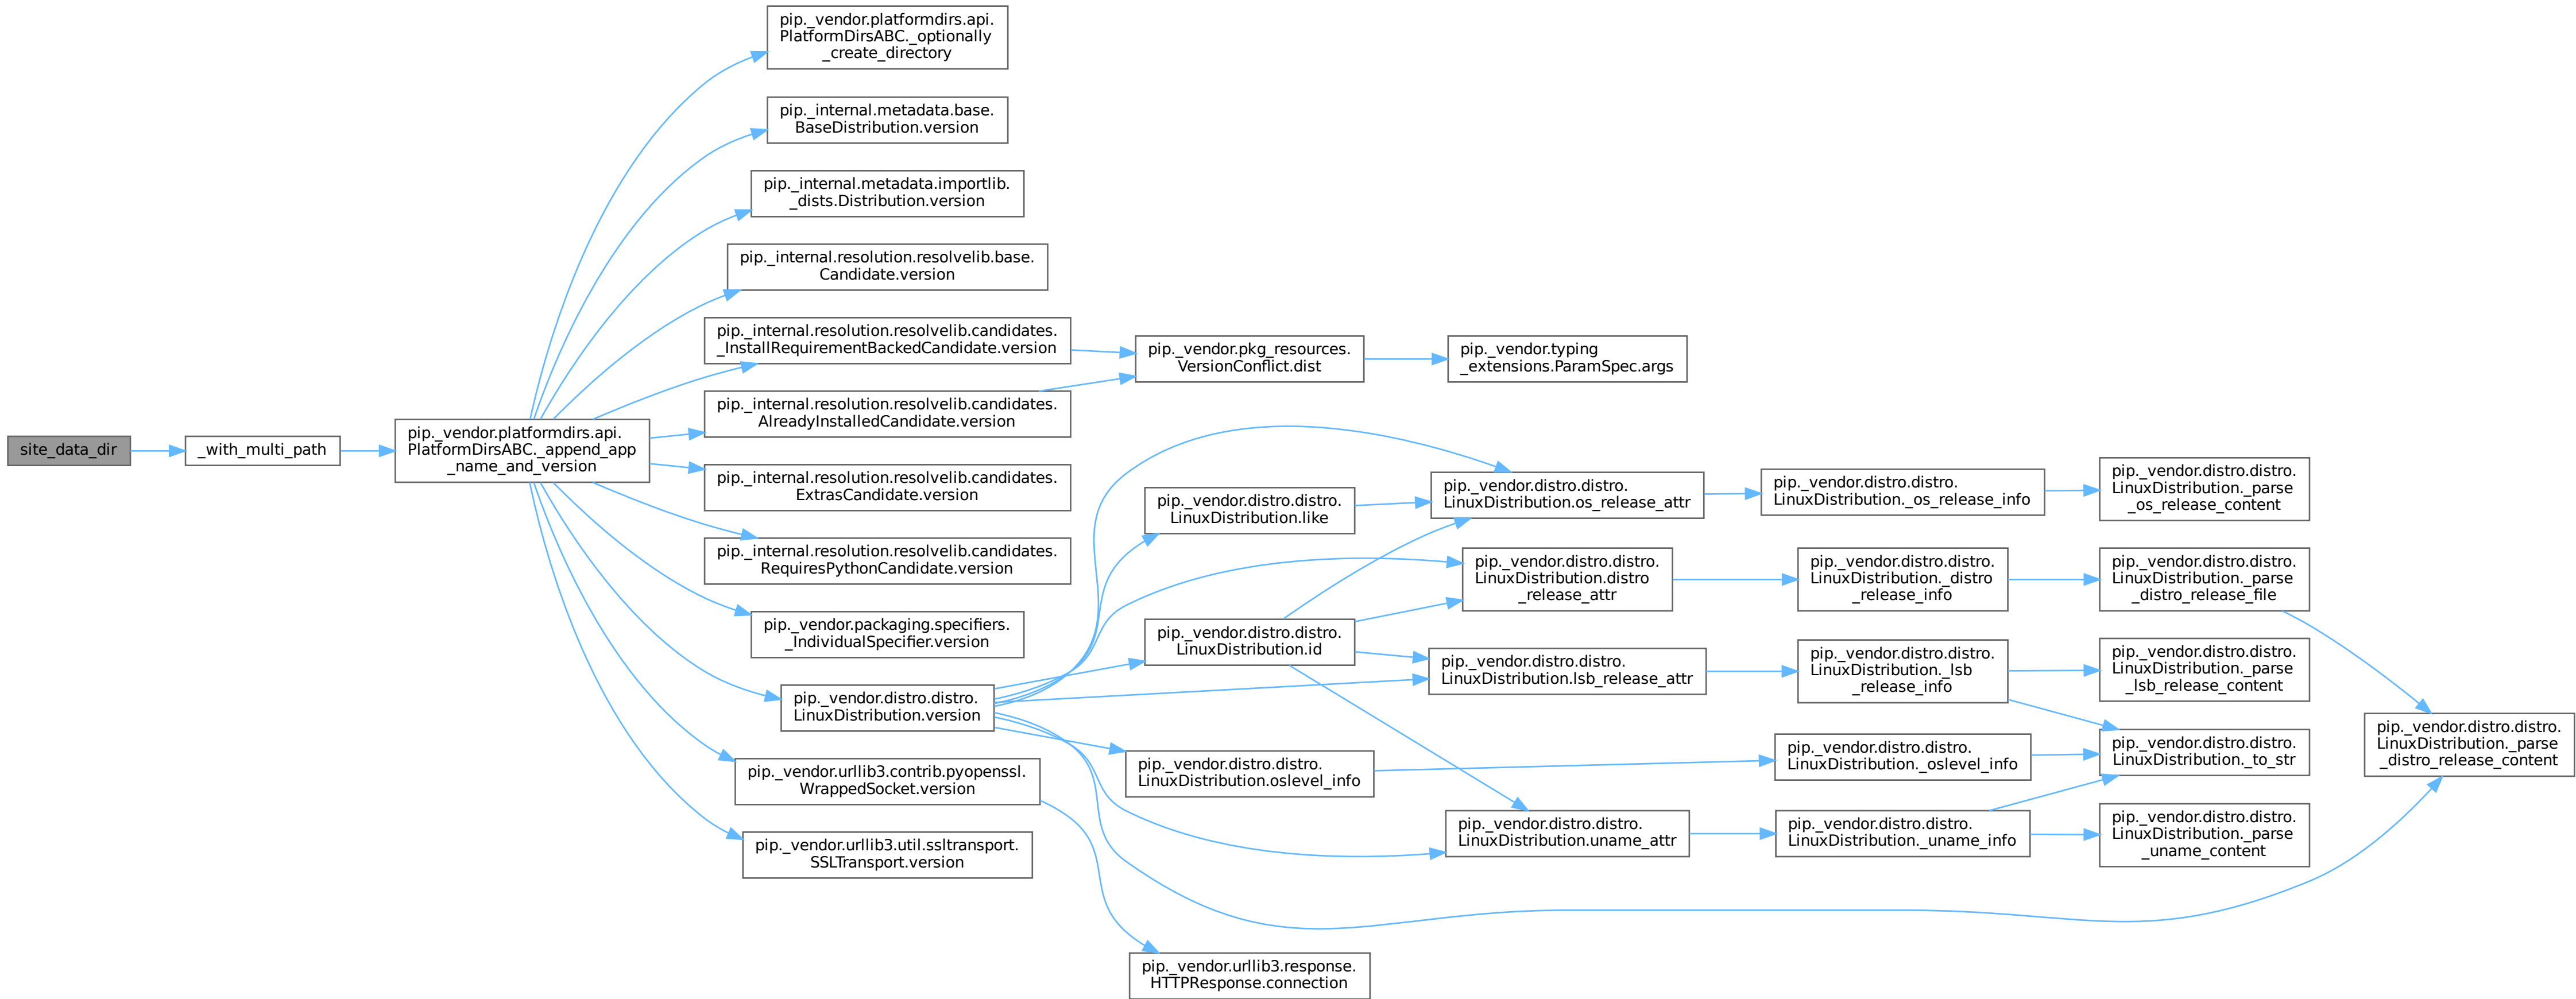 site_data_dir
_with_multi_path
pip._vendor.platformdirs.api.
PlatformDirsABC._append_app
_name_and_version
pip._vendor.platformdirs.api.
PlatformDirsABC._optionally
_create_directory
pip._internal.metadata.base.
BaseDistribution.version
pip._internal.metadata.importlib.
_dists.Distribution.version
pip._internal.resolution.resolvelib.base.
Candidate.version
pip._internal.resolution.resolvelib.candidates.
_InstallRequirementBackedCandidate.version
pip._internal.resolution.resolvelib.candidates.
AlreadyInstalledCandidate.version
pip._internal.resolution.resolvelib.candidates.
ExtrasCandidate.version
pip._internal.resolution.resolvelib.candidates.
RequiresPythonCandidate.version
pip._vendor.packaging.specifiers.
_IndividualSpecifier.version
pip._vendor.distro.distro.
LinuxDistribution.version
pip._vendor.urllib3.contrib.pyopenssl.
WrappedSocket.version
pip._vendor.urllib3.util.ssltransport.
SSLTransport.version
pip._vendor.pkg_resources.
VersionConflict.dist
pip._vendor.typing
_extensions.ParamSpec.args
pip._vendor.distro.distro.
LinuxDistribution.like
pip._vendor.distro.distro.
LinuxDistribution.id
pip._vendor.distro.distro.
LinuxDistribution.oslevel_info
pip._vendor.urllib3.response.
HTTPResponse.connection
pip._vendor.distro.distro.
LinuxDistribution.os_release_attr
pip._vendor.distro.distro.
LinuxDistribution.distro
_release_attr
pip._vendor.distro.distro.
LinuxDistribution.lsb_release_attr
pip._vendor.distro.distro.
LinuxDistribution.uname_attr
pip._vendor.distro.distro.
LinuxDistribution._os_release_info
pip._vendor.distro.distro.
LinuxDistribution._distro
_release_info
pip._vendor.distro.distro.
LinuxDistribution._lsb
_release_info
pip._vendor.distro.distro.
LinuxDistribution._oslevel_info
pip._vendor.distro.distro.
LinuxDistribution._uname_info
pip._vendor.distro.distro.
LinuxDistribution._parse
_os_release_content
pip._vendor.distro.distro.
LinuxDistribution._parse
_distro_release_file
pip._vendor.distro.distro.
LinuxDistribution._parse
_lsb_release_content
pip._vendor.distro.distro.
LinuxDistribution._to_str
pip._vendor.distro.distro.
LinuxDistribution._parse
_uname_content
pip._vendor.distro.distro.
LinuxDistribution._parse
_distro_release_content